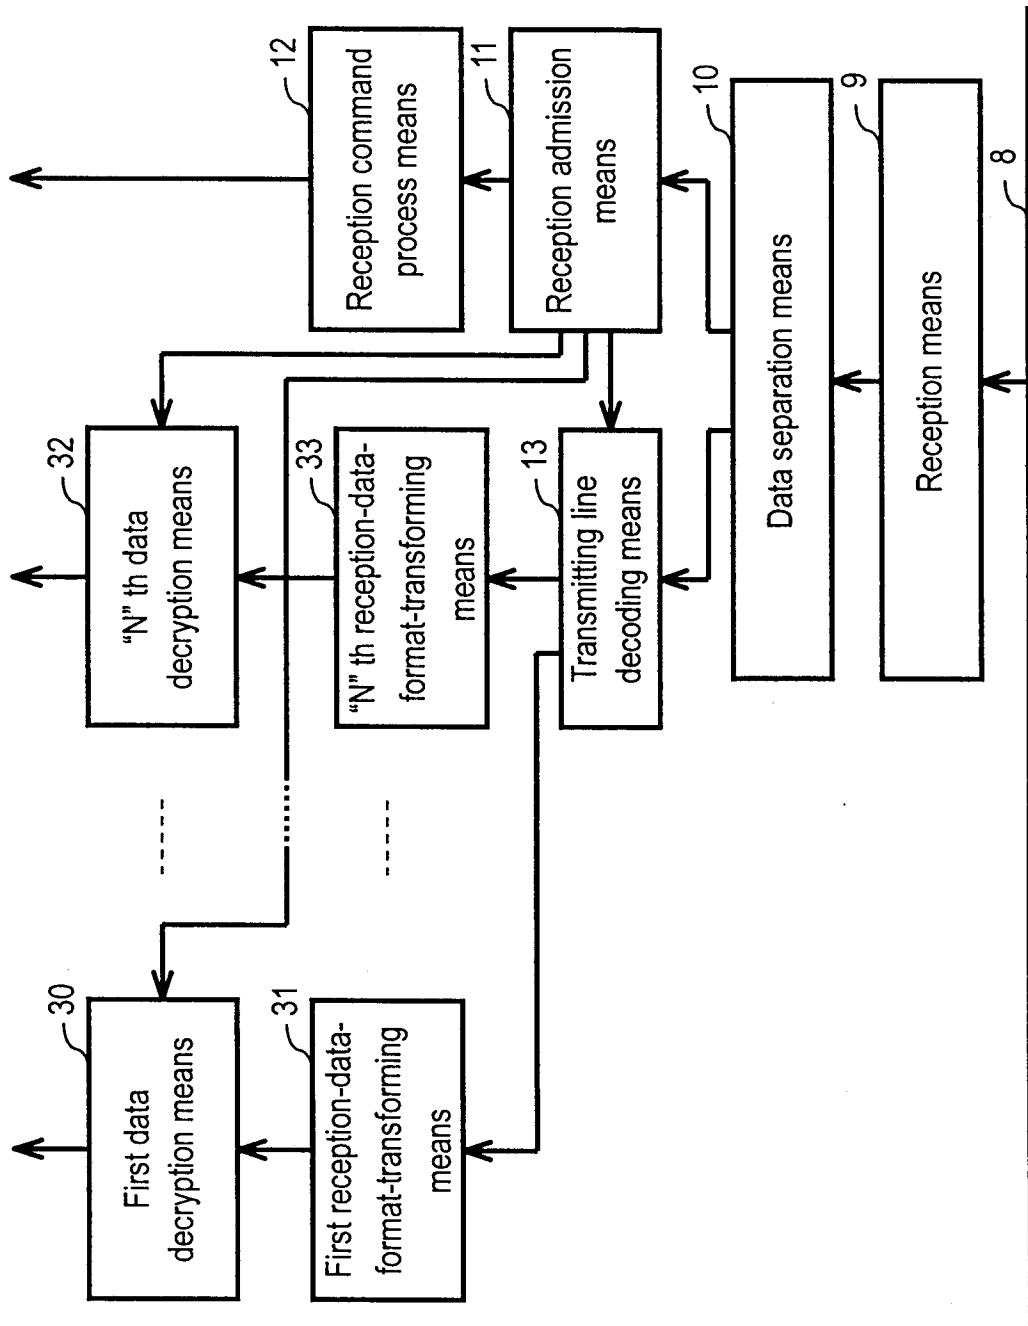 30
First data
decryption means
32
“N” th data
decryption means
31
First reception-data-
format-transforming
means
33
“N” th reception-data-
format-transforming
means
12
Reception command
process means
13
Transmitting line
decoding means
11
Reception admission
means
10
Data separation means
9
Reception means
8